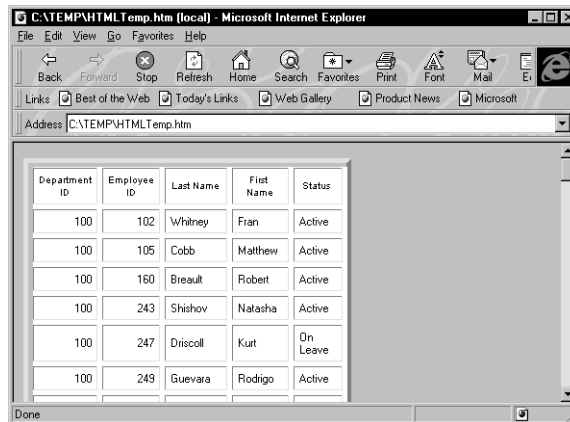 C:\TEMP\HTMLTemp.htm (local) - Microsoft Internet Explorer
File Edit View Go Favorites Help
Back Forward Stop Refresh Home Search Favorites Print Font Mail
Links Best of the Web Today's Links Web Gallery Product News Microsoft
Address C:\TEMP\HTMLTemp.htm
Department ID Employee ID Last Name First Name Status
100 102 Whitney Fran Active
100 105 Cobb Matthew Active
100 160 Breault Robert Active
100 243 Shishov Natasha Active
100 247 Driscoll Kurt On Leave
100 249 Guevara Rodrigo Active
Done